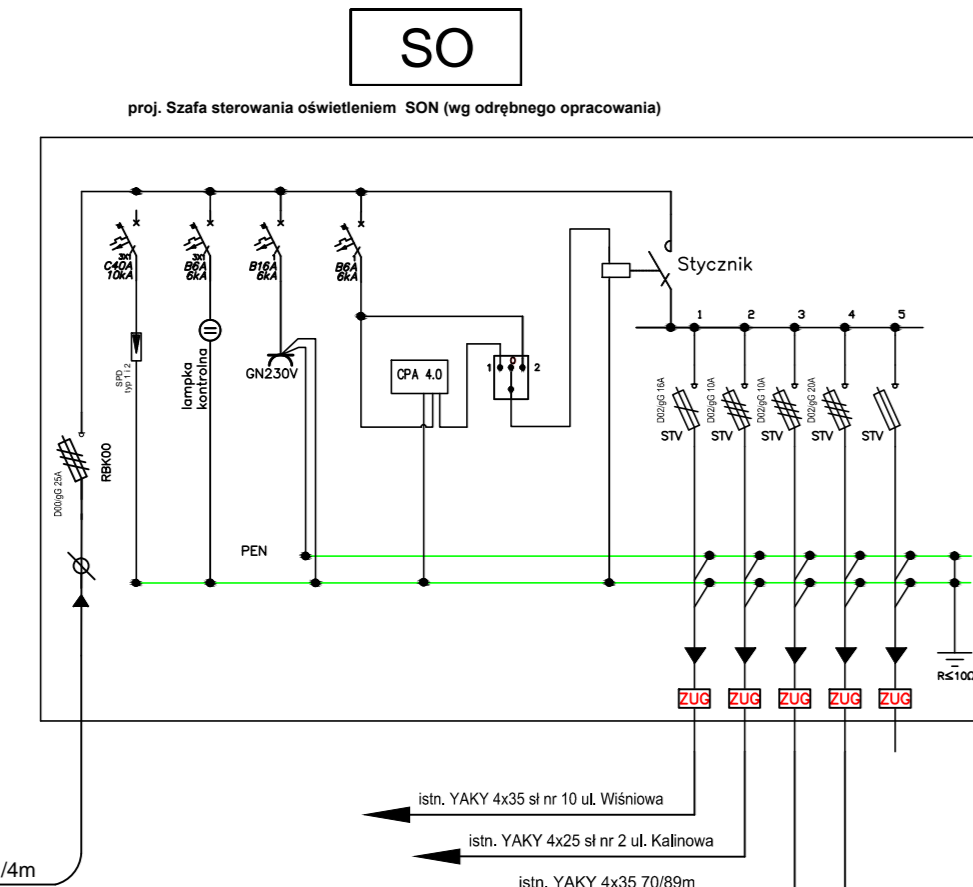 SO
proj. Szafa sterowania oświetleniem SON (wg odrębnego opracowania)
3x1
C40A
10kA
3x1
B6A
6kA
1
B16A
6kA
1
B6A
6kA
Stycznik
1 2 3 4 5
SPD
typ 1 i 2
lampka
kontrolna
GN230V
CPA 4.0
1 0 2
D02/gG 16A
D02/gG 10A
D02/gG 10A
D02/gG 20A
STV STV STV STV STV
D00/gG 25A
RBK00
PEN
R≤10Ω
ZUG ZUG ZUG ZUG ZUG
istn. YAKY 4x35 sł nr 10 ul. Wiśniowa
istn. YAKY 4x25 sł nr 2 ul. Kalinowa
/4m
istn. YAKY 4x35 70/89m